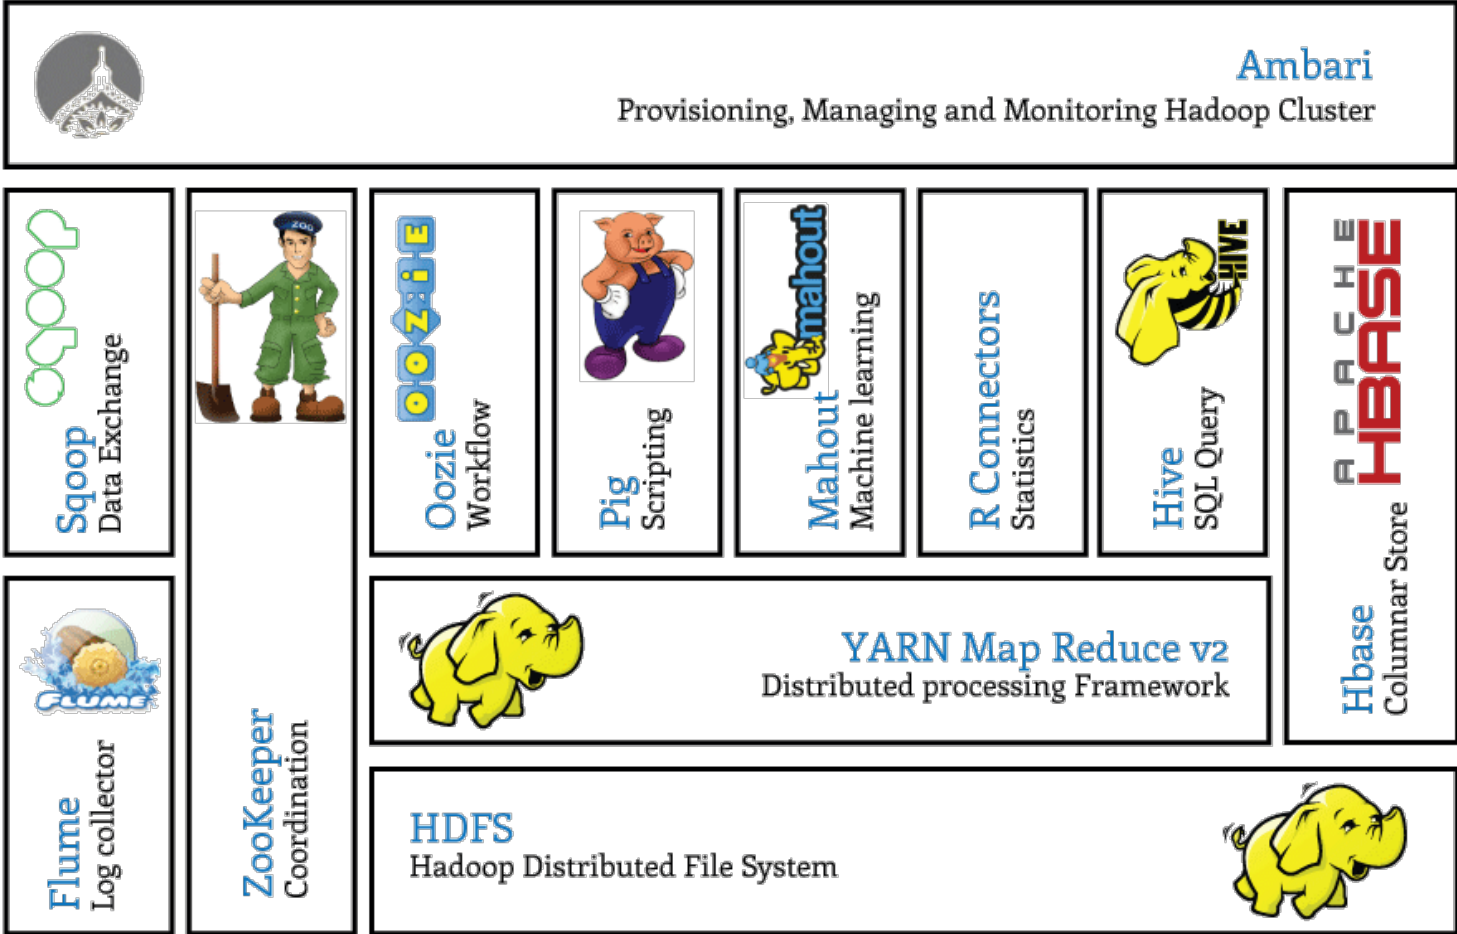 Ambari
Provisioning, Managing and Monitoring Hadoop Cluster
sqoop
Sqoop
Data Exchange
ZOO
ZooKeeper
Coordination
OOZIE
Oozie
Workflow
Pig
Scripting
mahout
Mahout
Machine learning
R Connectors
Statistics
HIVE
Hive
SQL Query
APACHE
HBASE
Hbase
Columnar Store
FLUME
Flume
Log collector
YARN Map Reduce v2
Distributed processing Framework
HDFS
Hadoop Distributed File System